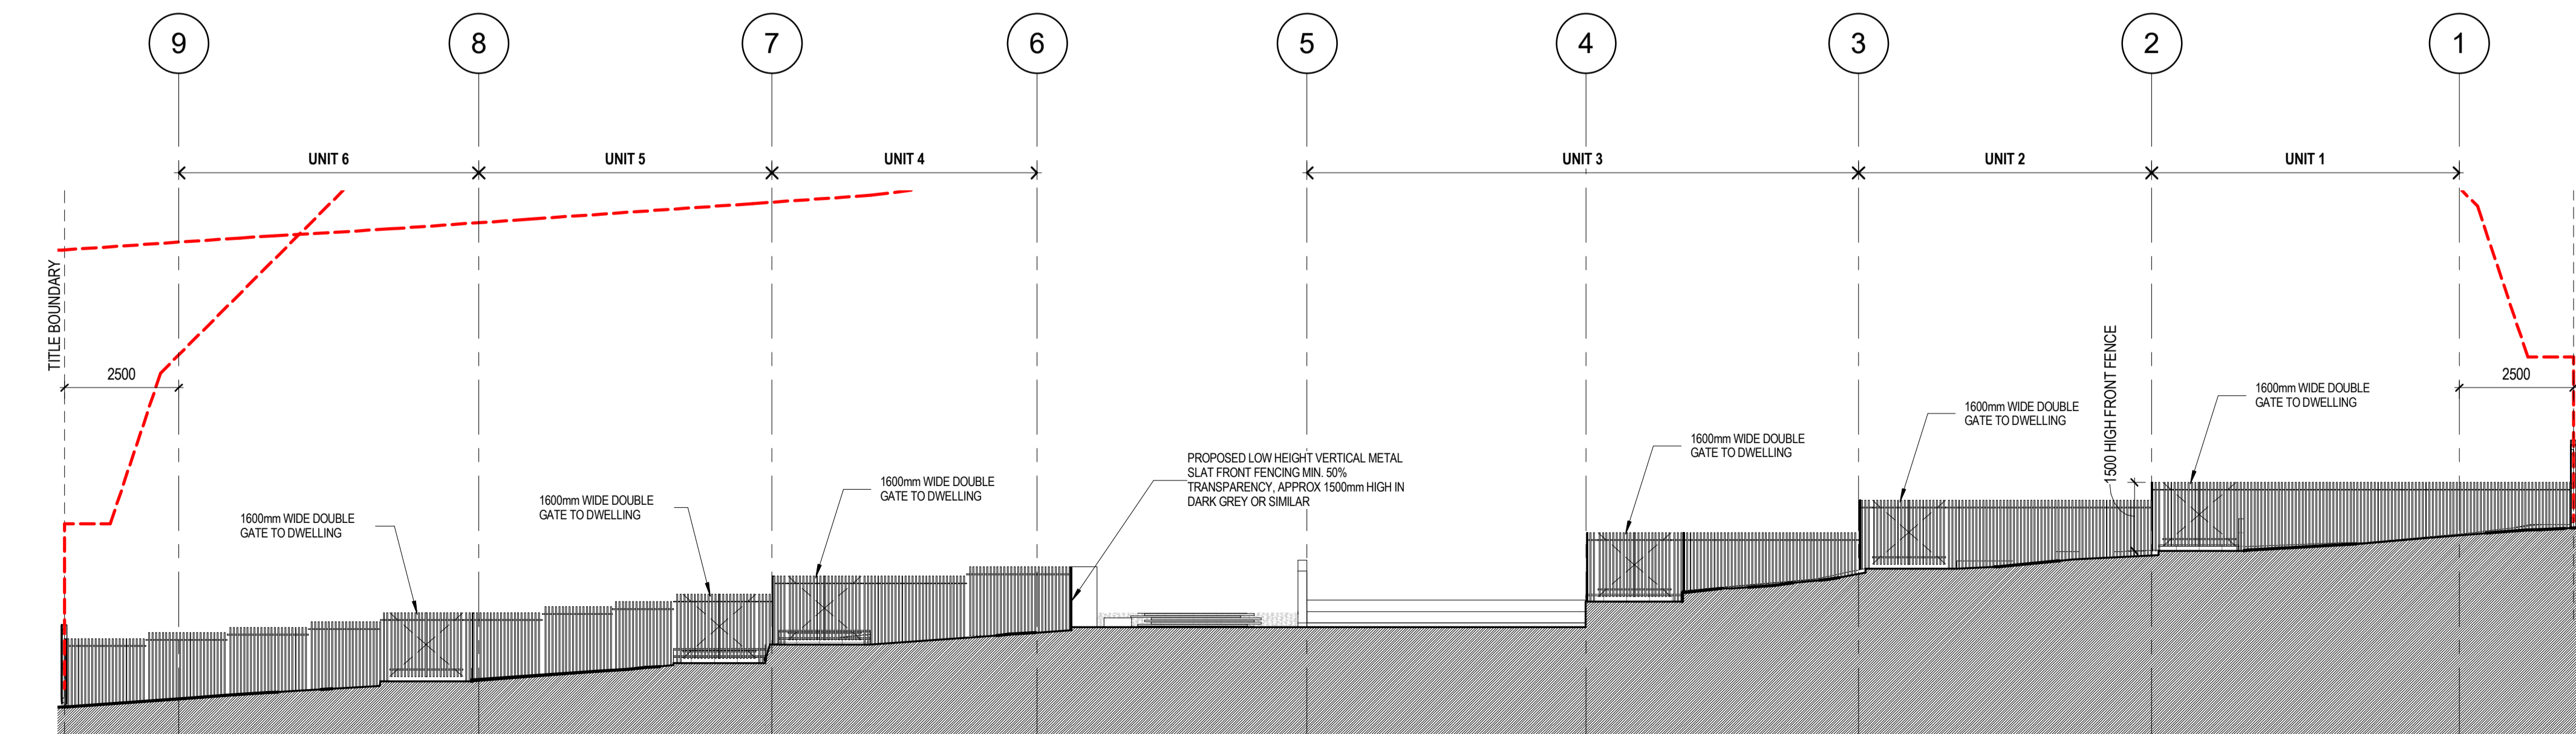 9
8
7
6
5
4
3
2
1
UNIT 6
UNIT 5
UNIT 4
UNIT 3
UNIT 2
UNIT 1
TITLE BOUNDARY
2500
2500
1500 HIGH FRONT FENCE
1600mm WIDE DOUBLE
GATE TO DWELLING
1600mm WIDE DOUBLE
GATE TO DWELLING
1600mm WIDE DOUBLE
GATE TO DWELLING
PROPOSED LOW HEIGHT VERTICAL METAL
SLAT FRONT FENCING MIN. 50%
TRANSPARENCY, APPROX 1500mm HIGH IN
DARK GREY OR SIMILAR
1600mm WIDE DOUBLE
GATE TO DWELLING
1600mm WIDE DOUBLE
GATE TO DWELLING
1600mm WIDE DOUBLE
GATE TO DWELLING